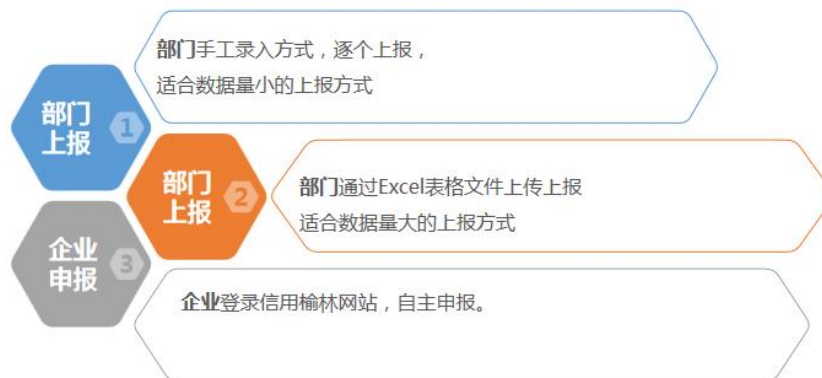 部门手工录入方式，逐个上报，
适合数据量小的上报方式
部门
上报
1
部门
上报
2
部门通过Excel表格文件上传上报
适合数据量大的上报方式
企业
申报
3
企业登录信用榆林网站，自主申报。